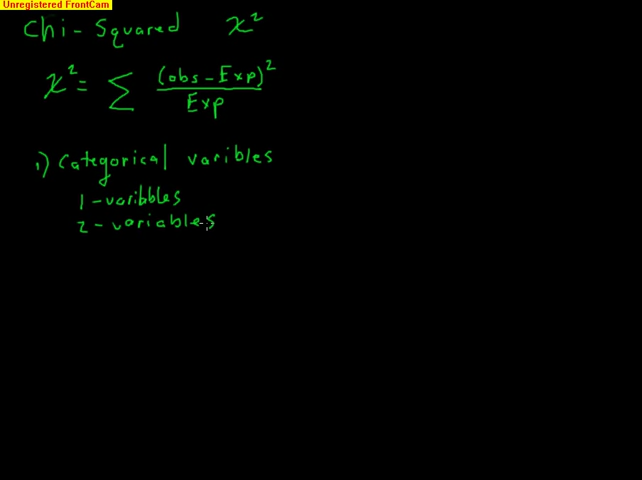 Unregistered FrontCam
Chi-Squared χ²
χ² = ∑ (obs - Exp)² / Exp
1) Categorical varibles
1 - varibbles
2 - variables